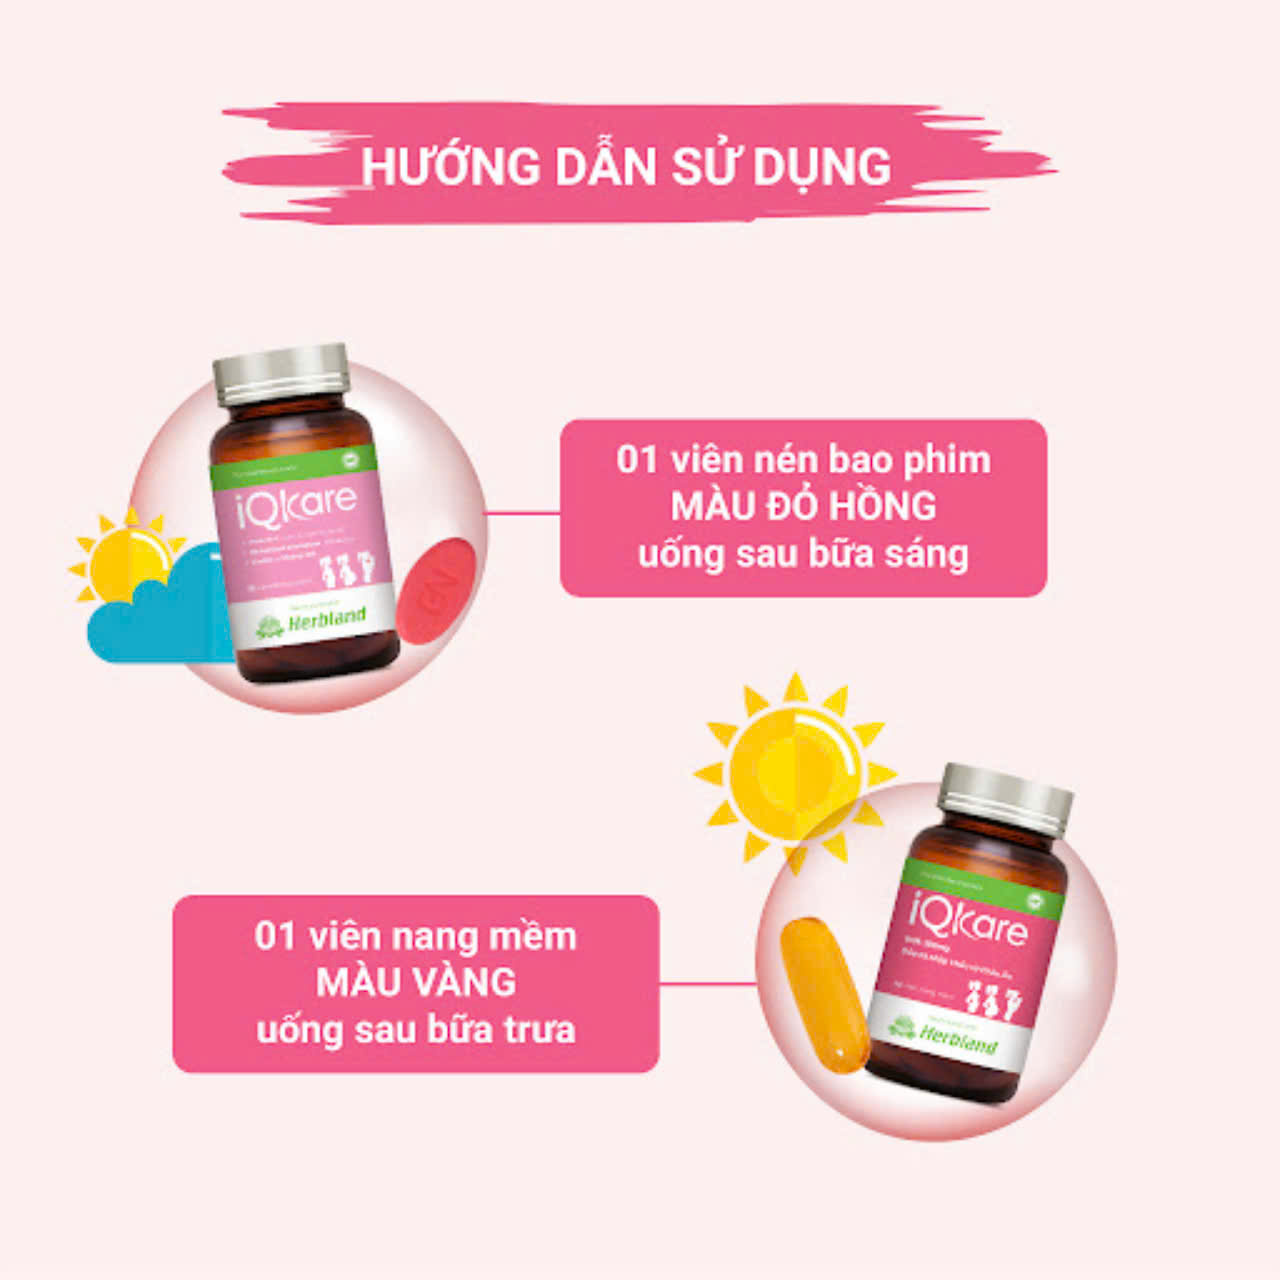 HƯỚNG DẪN SỬ DỤNG
iQKare
Herbland
GN
01 viên nén bao phim
MÀU ĐỎ HỒNG
uống sau bữa sáng
01 viên nang mềm
MÀU VÀNG
uống sau bữa trưa
iQKare
Herbland